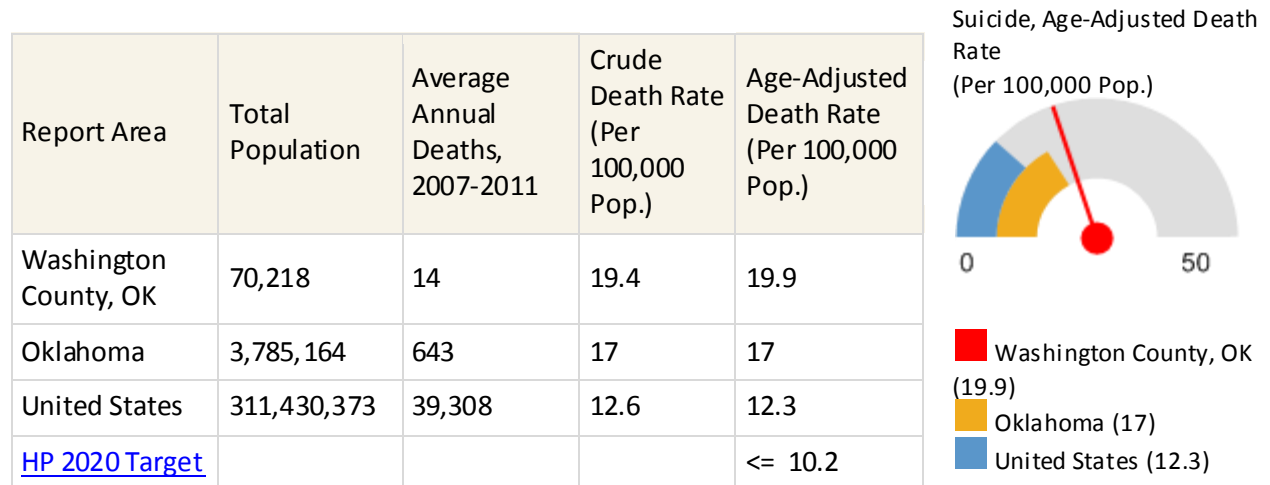 Suicide, Age-Adjusted Death
Rate
(Per 100,000 Pop.)
Report Area
Total
Population
Average
Annual
Deaths,
2007-2011
Crude
Death Rate
(Per
100,000
Pop.)
Age-Adjusted
Death Rate
(Per 100,000
Pop.)
Washington
County, OK
70,218
14
19.4
19.9
Oklahoma
3,785,164
643
17
17
United States
311,430,373
39,308
12.6
12.3
HP 2020 Target
<= 10.2
0
50
Washington County, OK
(19.9)
Oklahoma (17)
United States (12.3)